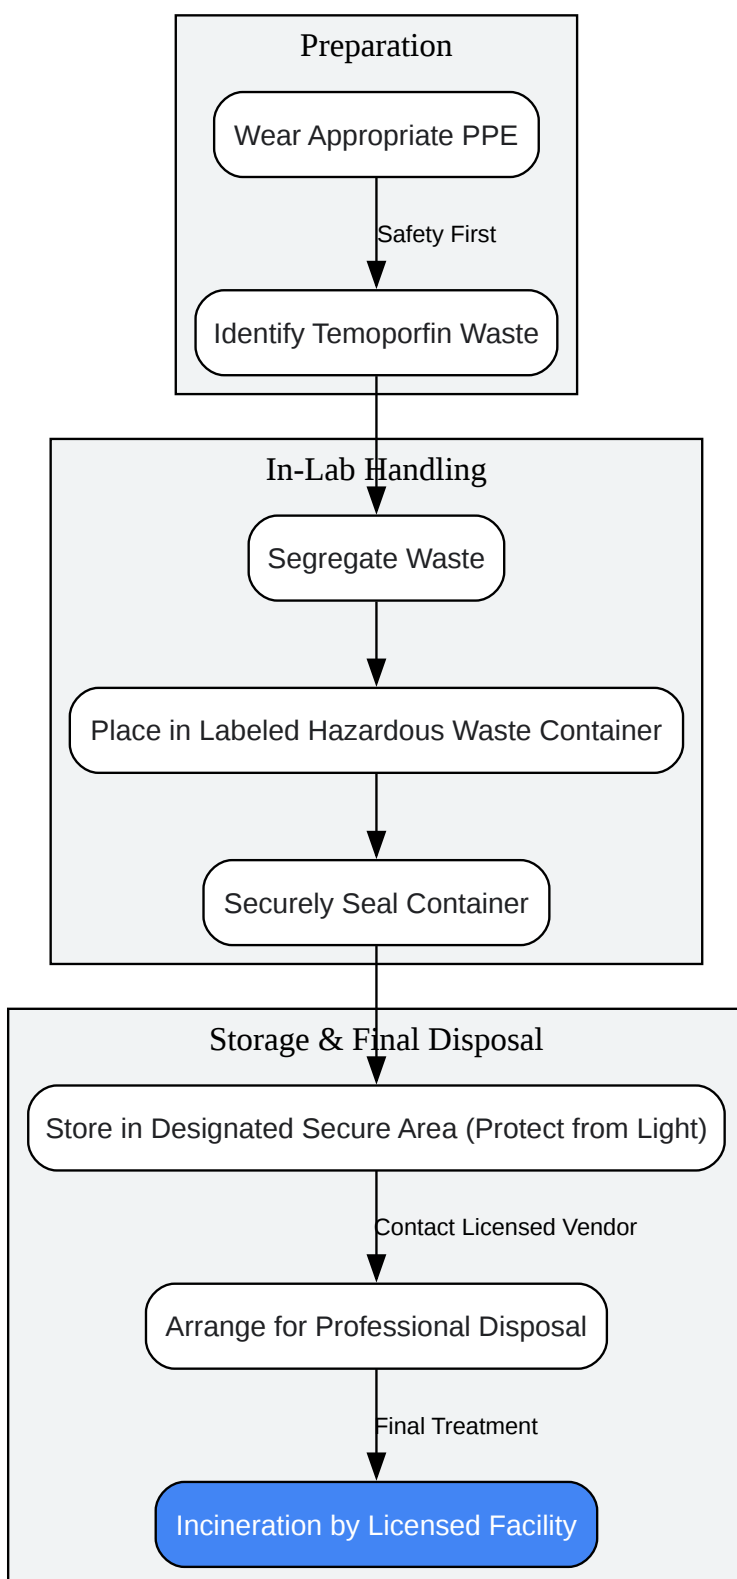 Preparation
Wear Appropriate PPE
Safety First
Identify Temoporfin Waste
In-Lab Handling
Segregate Waste
Place in Labeled Hazardous Waste Container
Securely Seal Container
Storage & Final Disposal
Store in Designated Secure Area (Protect from Light)
Contact Licensed Vendor
Arrange for Professional Disposal
Final Treatment
Incineration by Licensed Facility